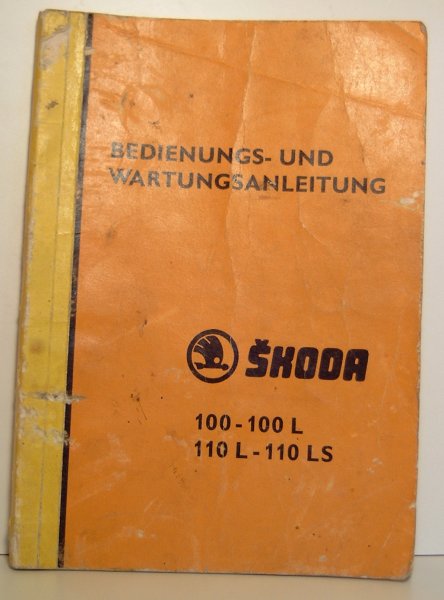 BEDIENUNGS- UND
WARTUNGSANLEITUNG
ŠKODA
100 - 100 L
110 L - 110 LS